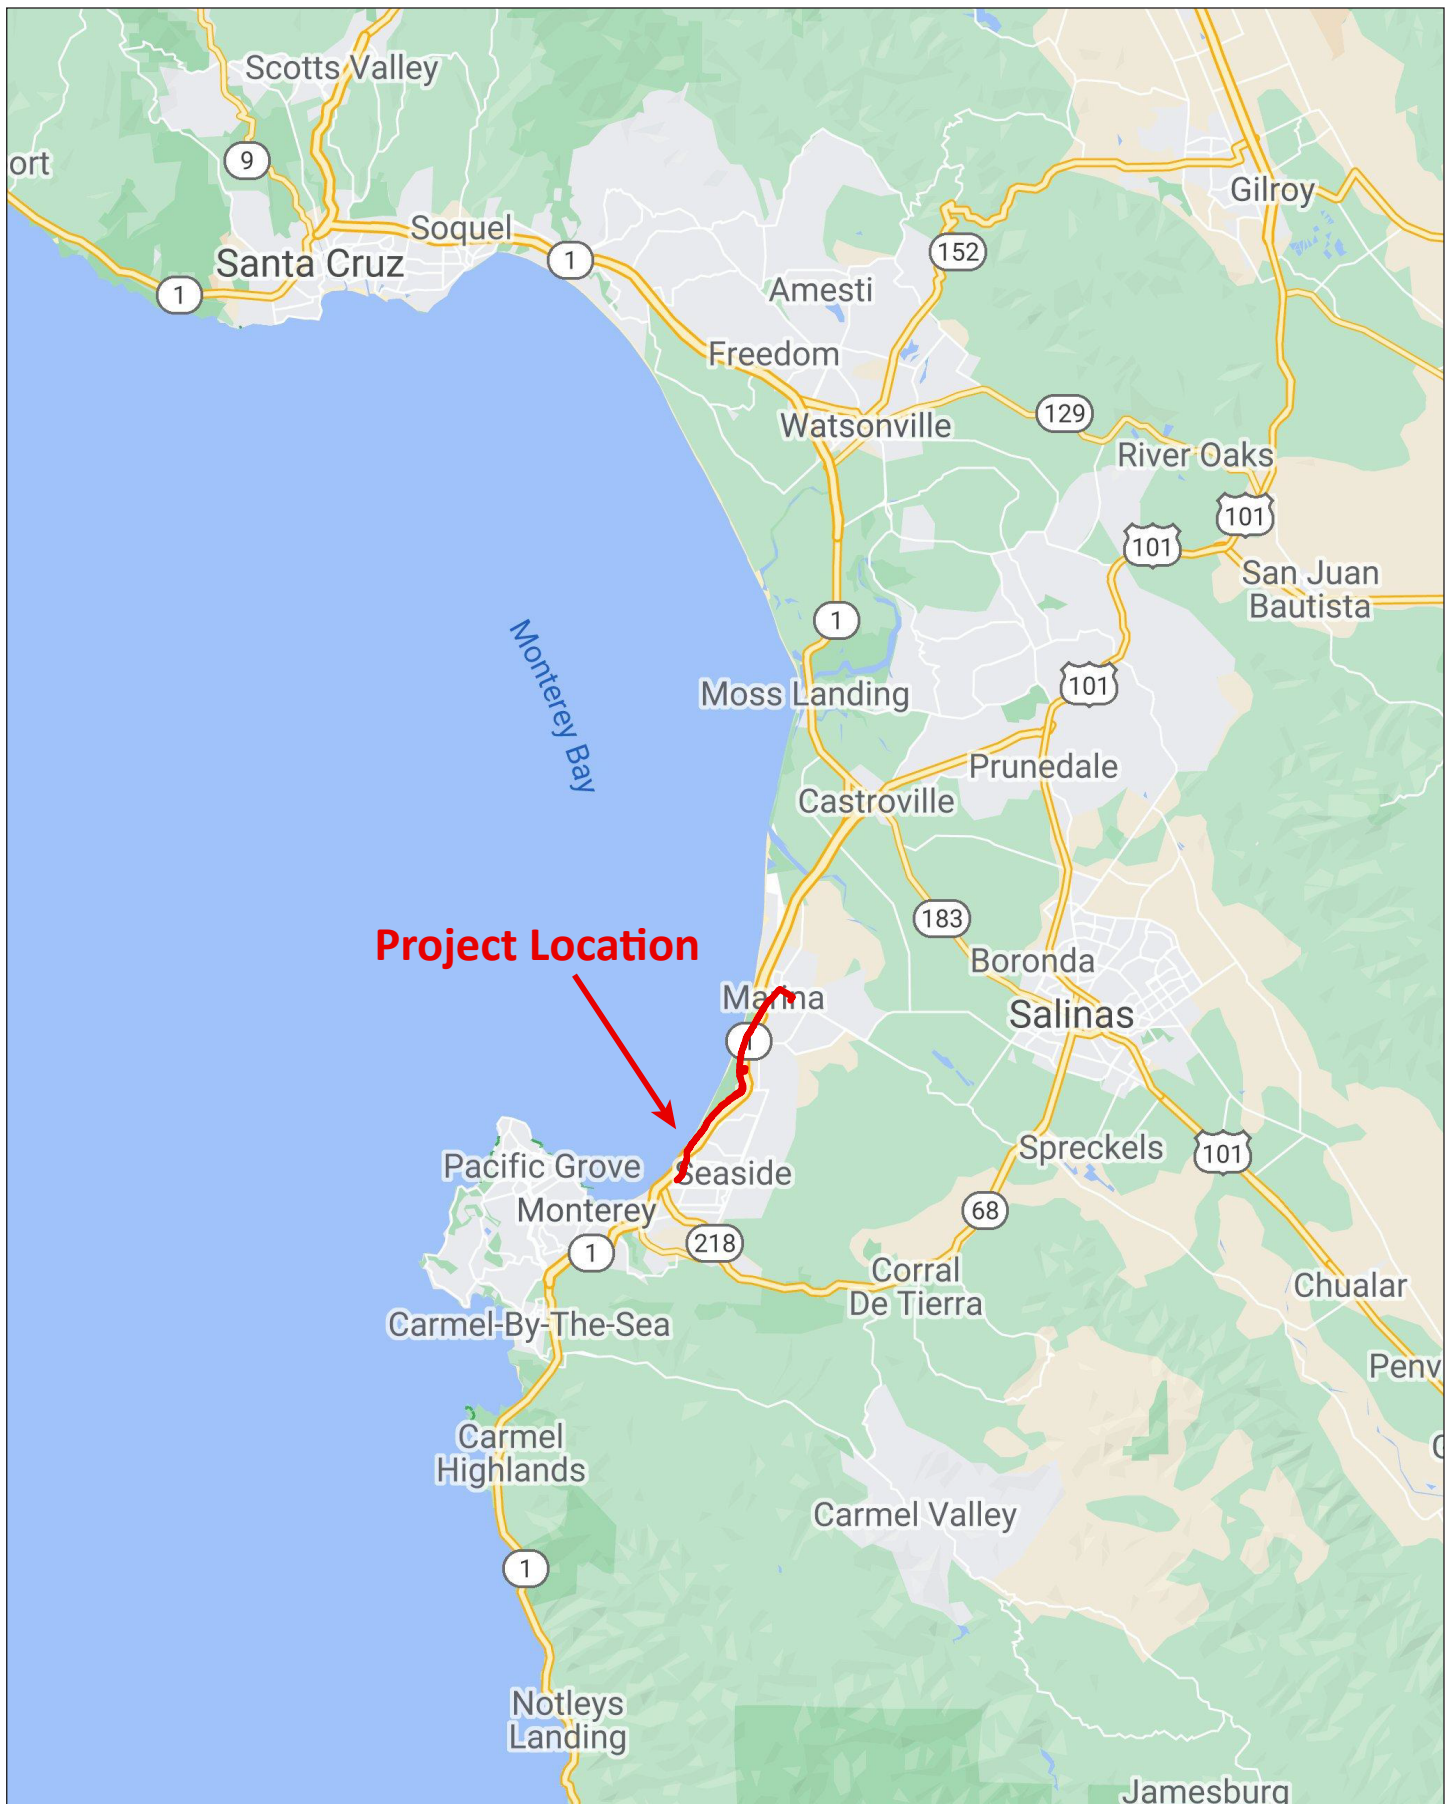 Scotts Valley
9
ort
Gilroy
Soquel
152
1
Santa Cruz
1
Amesti
Freedom
129
Watsonville
River Oaks
101
101
San Juan
Bautista
1
Monterey Bay
101
Moss Landing
Prunedale
Castroville
183
Project Location
Boronda
Marina
Salinas
1
Spreckels
101
Pacific Grove
Seaside
Monterey
68
218
1
Corral
De Tierra
Chualar
Carmel-By-The-Sea
Penv
Carmel
Highlands
Carmel Valley
1
Notleys
Landing
Jamesburg